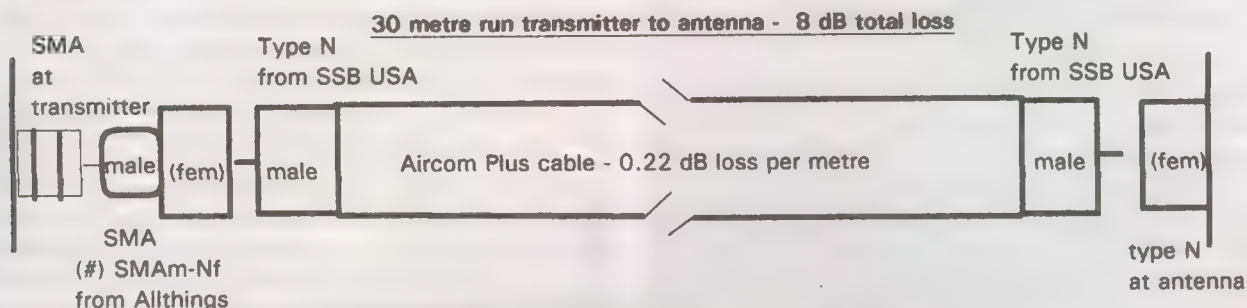 30 metre run transmitter to antenna - 8 dB total loss
SMA
at
transmitter
Type N
from SSB USA
Type N
from SSB USA
male
(fem)
male
Aircom Plus cable - 0.22 dB loss per metre
male
(fem)
SMA
(#) SMAm-Nf
from Allthings
type N
at antenna